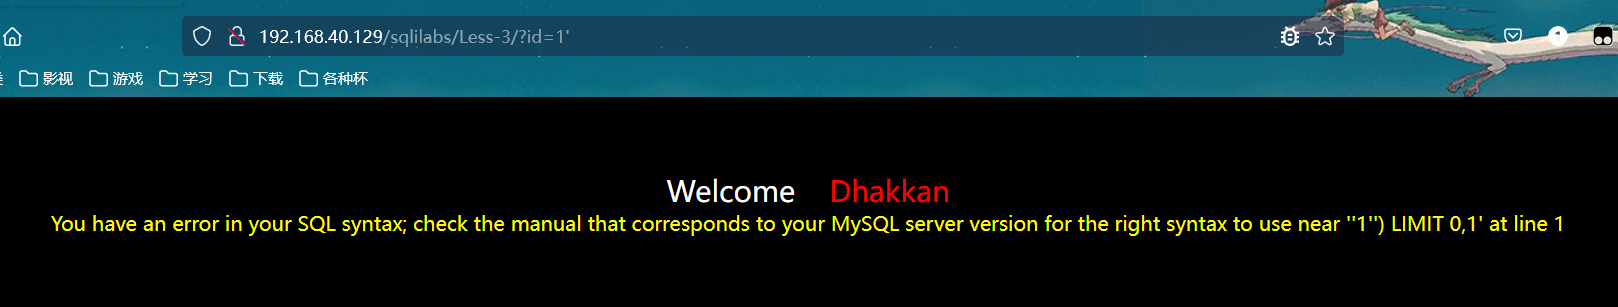 192.168.40.129/sqlilabs/Less-3/?id=1'
影视 游戏 学习 下载 各种杯
Welcome Dhakkan
You have an error in your SQL syntax; check the manual that corresponds to your MySQL server version for the right syntax to use near ''1'') LIMIT 0,1' at line 1